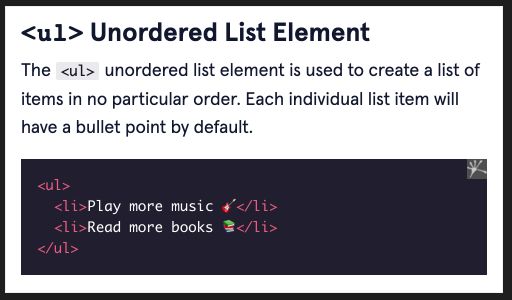 <ul> Unordered List Element
The <ul> unordered list element is used to create a list of
items in no particular order. Each individual list item will
have a bullet point by default.
<ul>
<li>Play more music 🎸</li>
<li>Read more books 📚</li>
</ul>